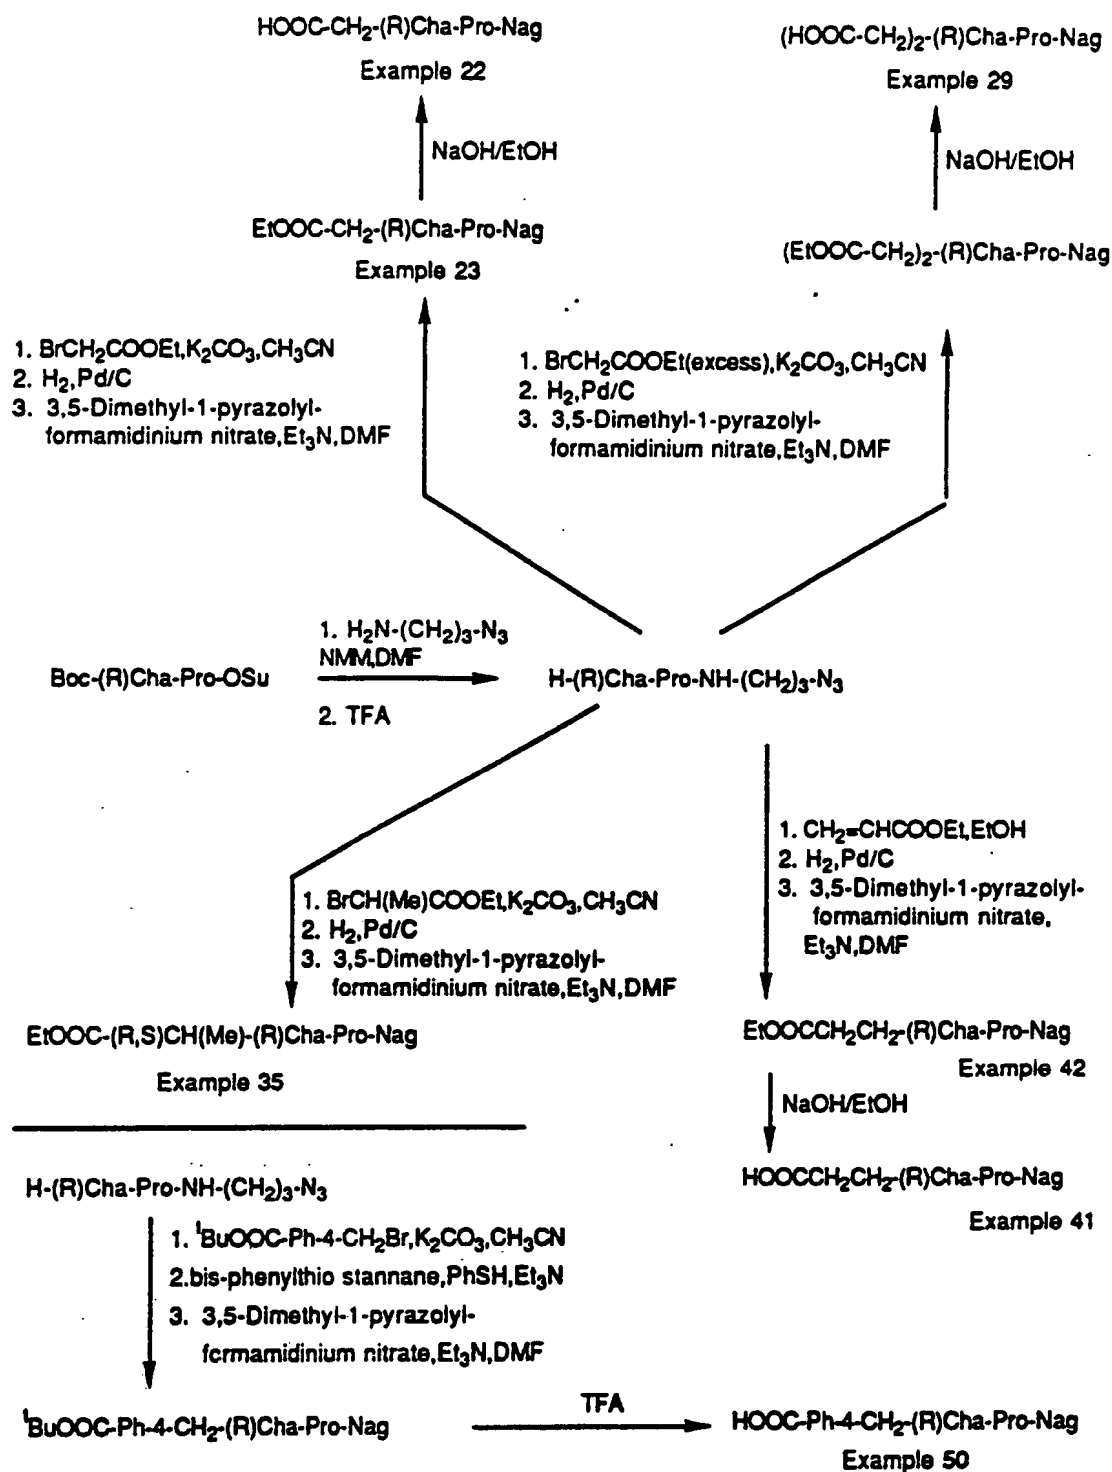 HOOC-CH₂-(R)Cha-Pro-Nag
Example 22
NaOH/EtOH
EtOOC-CH₂-(R)Cha-Pro-Nag
Example 23
1. BrCH₂COOEt,K₂CO₃,CH₃CN
2. H₂,Pd/C
3. 3,5-Dimethyl-1-pyrazolyl-
formamidinium nitrate,Et₃N,DMF
(HOOC-CH₂)₂-(R)Cha-Pro-Nag
Example 29
NaOH/EtOH
(EtOOC-CH₂)₂-(R)Cha-Pro-Nag
1. BrCH₂COOEt(excess),K₂CO₃,CH₃CN
2. H₂,Pd/C
3. 3,5-Dimethyl-1-pyrazolyl-
formamidinium nitrate,Et₃N,DMF
Boc-(R)Cha-Pro-OSu
1. H₂N-(CH₂)₃-N₃
NMM,DMF
2. TFA
H-(R)Cha-Pro-NH-(CH₂)₃-N₃
1. BrCH(Me)COOEt,K₂CO₃,CH₃CN
2. H₂,Pd/C
3. 3,5-Dimethyl-1-pyrazolyl-
formamidinium nitrate,Et₃N,DMF
EtOOC-(R,S)CH(Me)-(R)Cha-Pro-Nag
Example 35
1. CH₂=CHCOOEt,EtOH
2. H₂,Pd/C
3. 3,5-Dimethyl-1-pyrazolyl-
formamidinium nitrate,
Et₃N,DMF
EtOOCCH₂CH₂-(R)Cha-Pro-Nag
Example 42
NaOH/EtOH
HOOCCH₂CH₂-(R)Cha-Pro-Nag
Example 41
H-(R)Cha-Pro-NH-(CH₂)₃-N₃
1. ᵗBuOOC-Ph-4-CH₂Br,K₂CO₃,CH₃CN
2.bis-phenylthio stannane,PhSH,Et₃N
3. 3,5-Dimethyl-1-pyrazolyl-
formamidinium nitrate,Et₃N,DMF
ᵗBuOOC-Ph-4-CH₂-(R)Cha-Pro-Nag
TFA
HOOC-Ph-4-CH₂-(R)Cha-Pro-Nag
Example 50